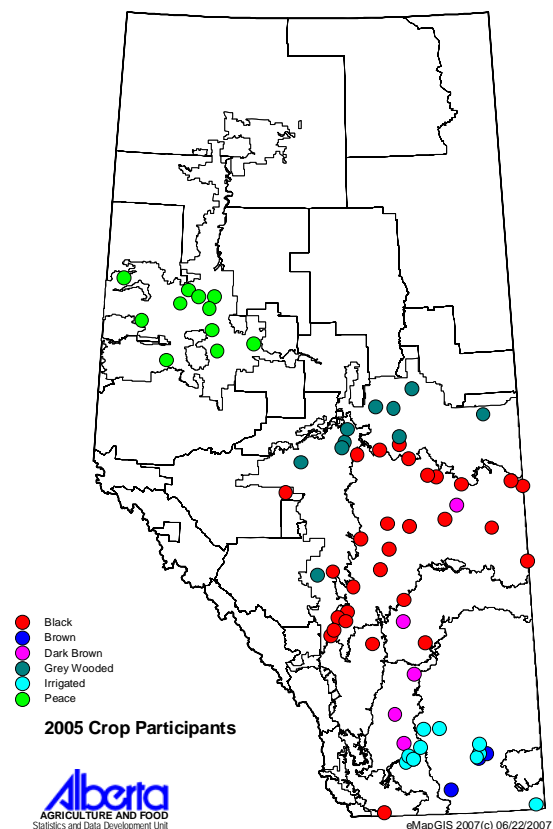 Black
Brown
Dark Brown
Grey Wooded
Irrigated
Peace
2005 Crop Participants
Alberta
AGRICULTURE AND FOOD
Statistics and Data Development Unit
eMapGIS 2007(c) 06/22/2007